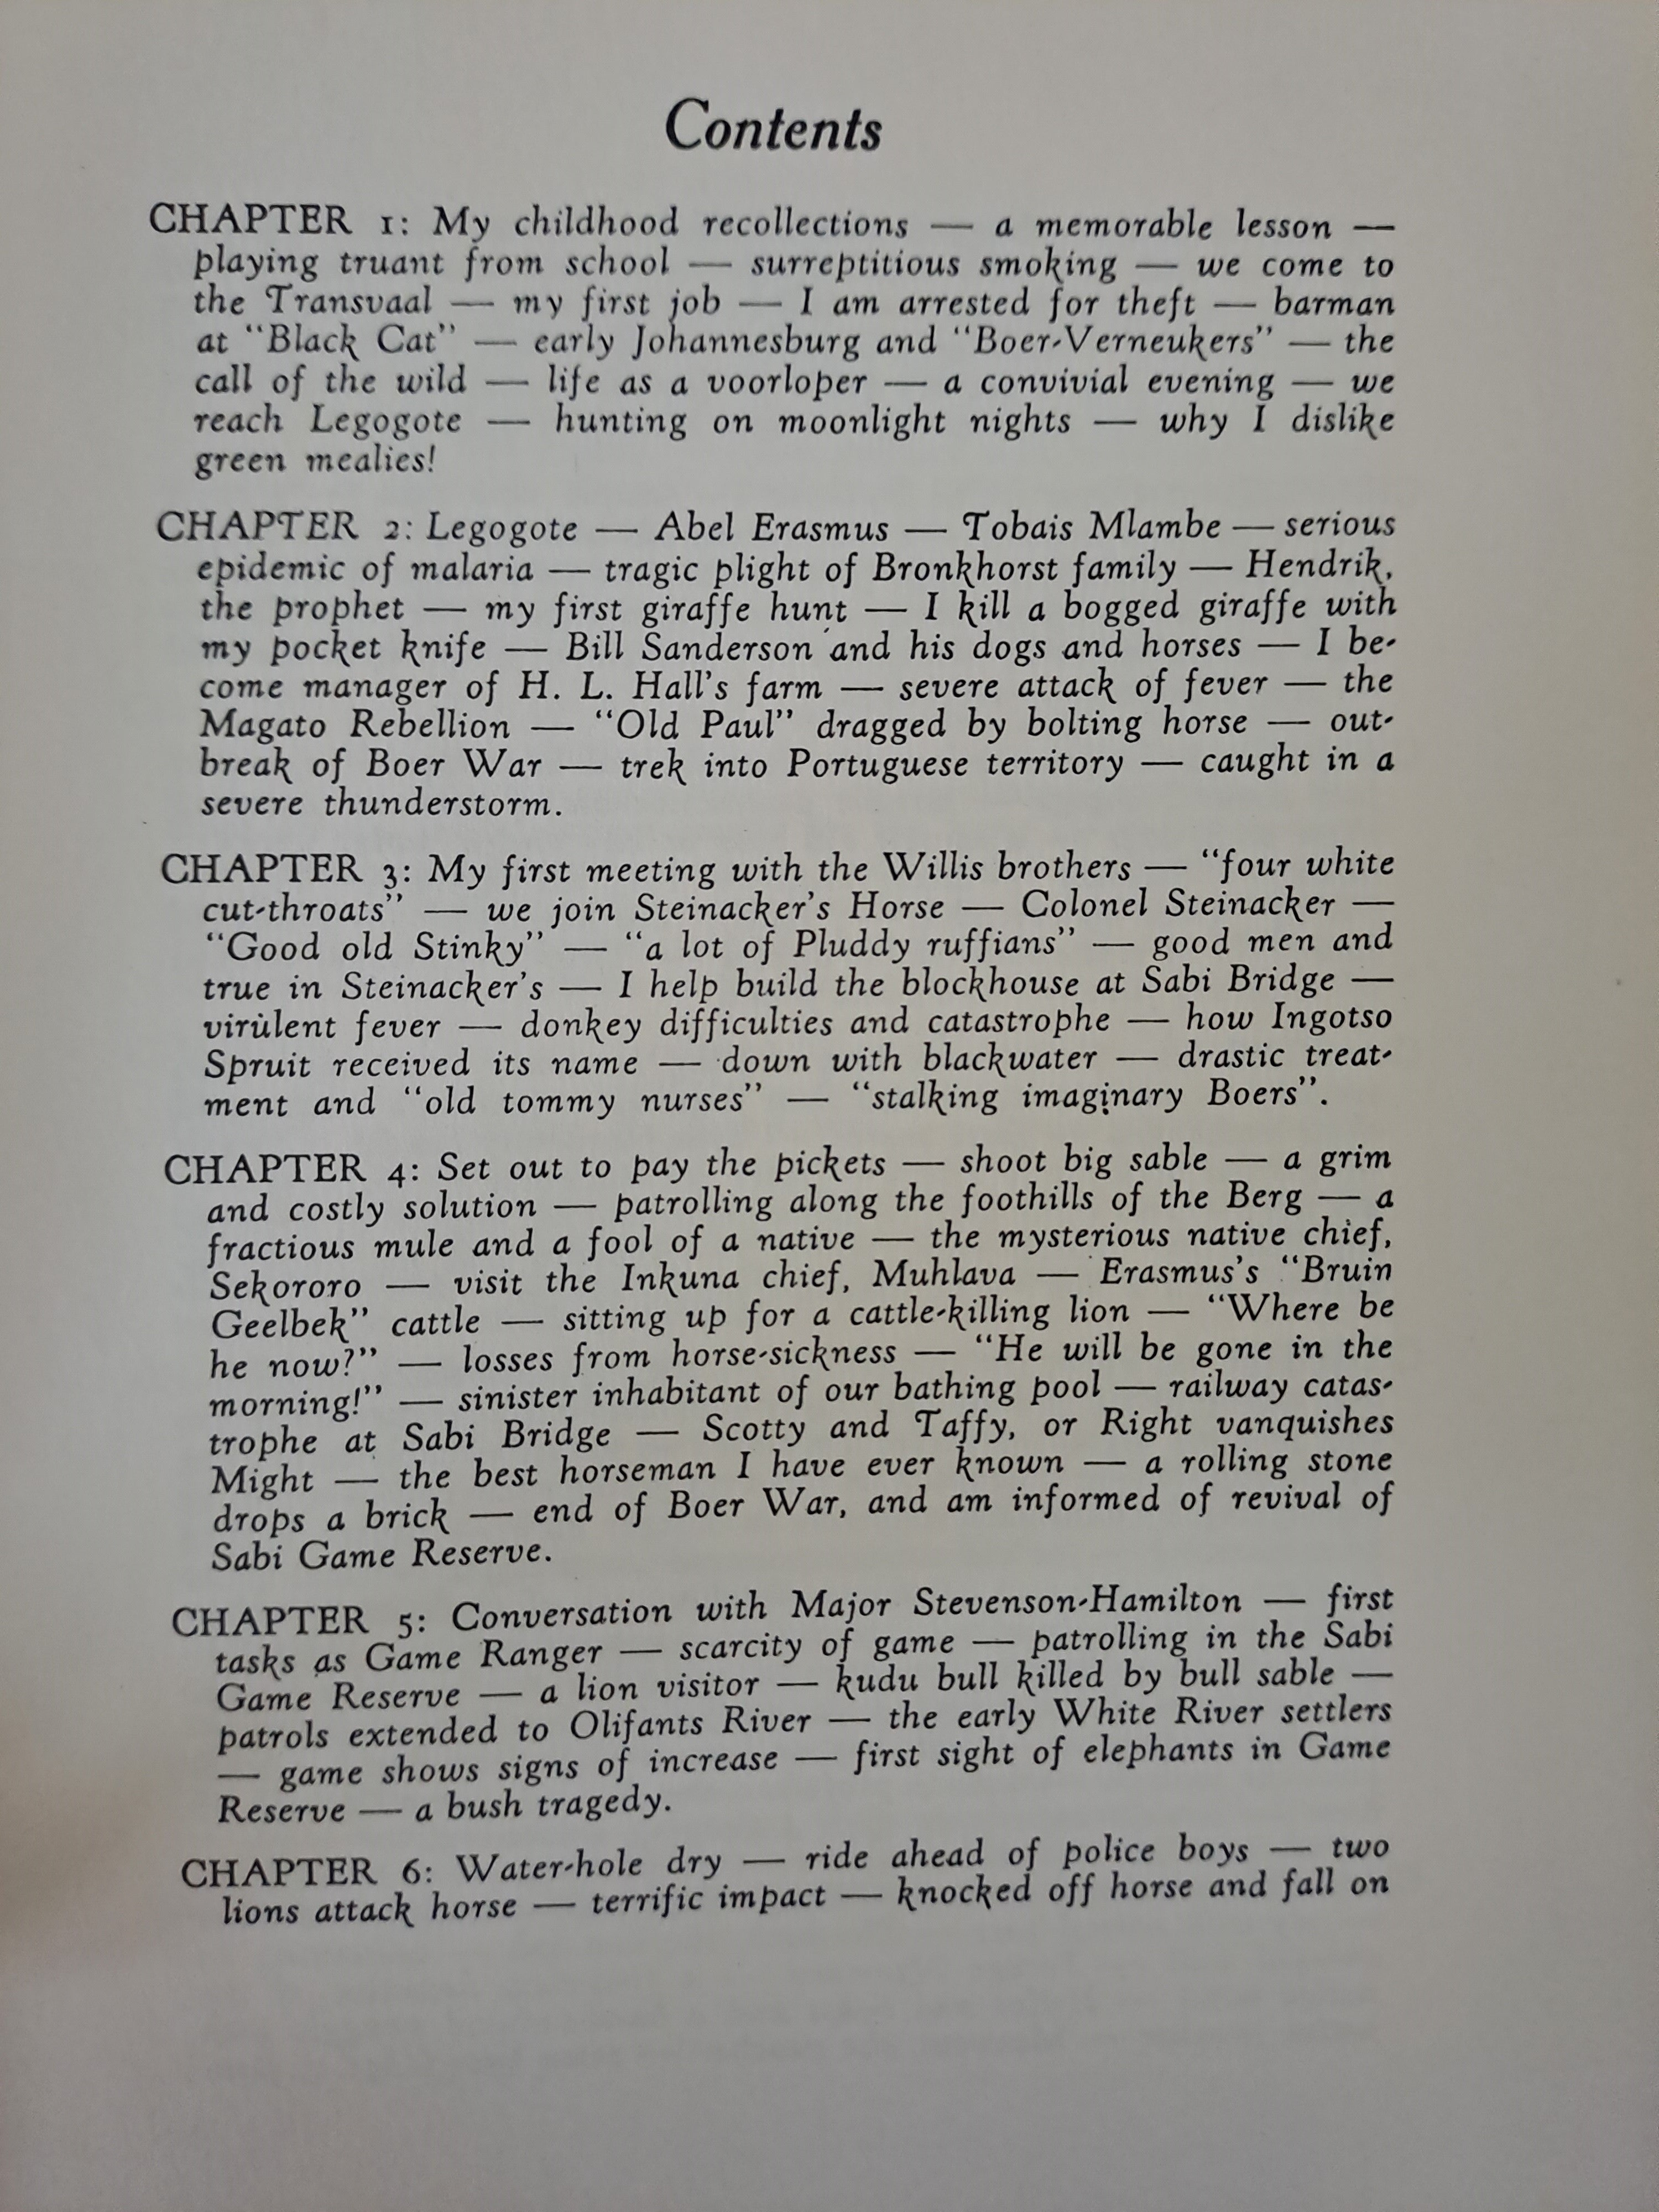 Contents
CHAPTER 1: My childhood recollections — a memorable lesson —
playing truant from school — surreptitious smoking — we come to
the Transvaal — my first job — I am arrested for theft — barman
at “Black Cat” — early Johannesburg and “Boer-Verneukers” — the
call of the wild — life as a voorloper — a convivial evening — we
reach Legogote — hunting on moonlight nights — why I dislike
green mealies!
CHAPTER 2: Legogote — Abel Erasmus — Tobais Mlambe — serious
epidemic of malaria — tragic plight of Bronkhorst family — Hendrik,
the prophet — my first giraffe hunt — I kill a bogged giraffe with
my pocket knife — Bill Sanderson and his dogs and horses — I be-
come manager of H. L. Hall's farm — severe attack of fever — the
Magato Rebellion — “Old Paul” dragged by bolting horse — out-
break of Boer War — trek into Portuguese territory — caught in a
severe thunderstorm.
CHAPTER 3: My first meeting with the Willis brothers — “four white
cut-throats” — we join Steinacker's Horse — Colonel Steinacker —
“Good old Stinky” — “a lot of Pluddy ruffians” — good men and
true in Steinacker's — I help build the blockhouse at Sabi Bridge —
virulent fever — donkey difficulties and catastrophe — how Ingotso
Spruit received its name — down with blackwater — drastic treat-
ment and “old tommy nurses” — “stalking imaginary Boers”.
CHAPTER 4: Set out to pay the pickets — shoot big sable — a grim
and costly solution — patrolling along the foothills of the Berg — a
fractious mule and a fool of a native — the mysterious native chief,
Sekororo — visit the Inkuna chief, Muhlava — Erasmus's “Bruin
Geelbek” cattle — sitting up for a cattle-killing lion — “Where be
he now?” — losses from horse-sickness — “He will be gone in the
morning!” — sinister inhabitant of our bathing pool — railway catas-
trophe at Sabi Bridge — Scotty and Taffy, or Right vanquishes
Might — the best horseman I have ever known — a rolling stone
drops a brick — end of Boer War, and am informed of revival of
Sabi Game Reserve.
CHAPTER 5: Conversation with Major Stevenson-Hamilton — first
tasks as Game Ranger — scarcity of game — patrolling in the Sabi
Game Reserve — a lion visitor — kudu bull killed by bull sable —
patrols extended to Olifants River — the early White River settlers
— game shows signs of increase — first sight of elephants in Game
Reserve — a bush tragedy.
CHAPTER 6: Water-hole dry — ride ahead of police boys — two
lions attack horse — terrific impact — knocked off horse and fall on